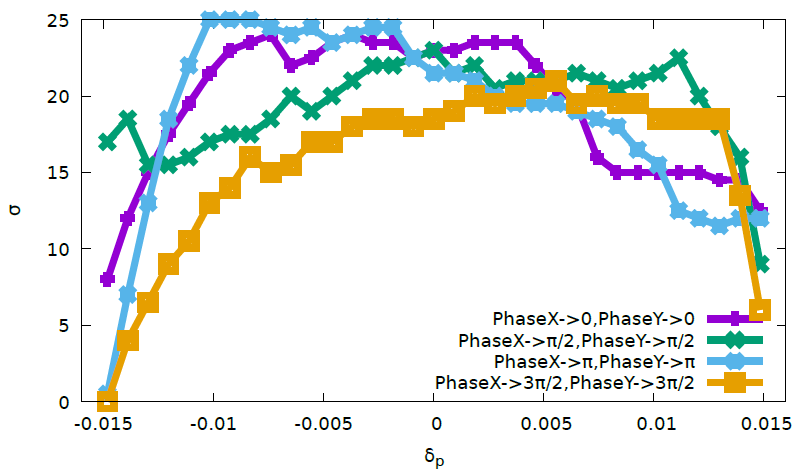 25
20
15
10
5
0
σ
PhaseX->0,PhaseY->0
PhaseX->π/2,PhaseY->π/2
PhaseX->π,PhaseY->π
PhaseX->3π/2,PhaseY->3π/2
-0.015 -0.01 -0.005 0 0.005 0.01 0.015
δp